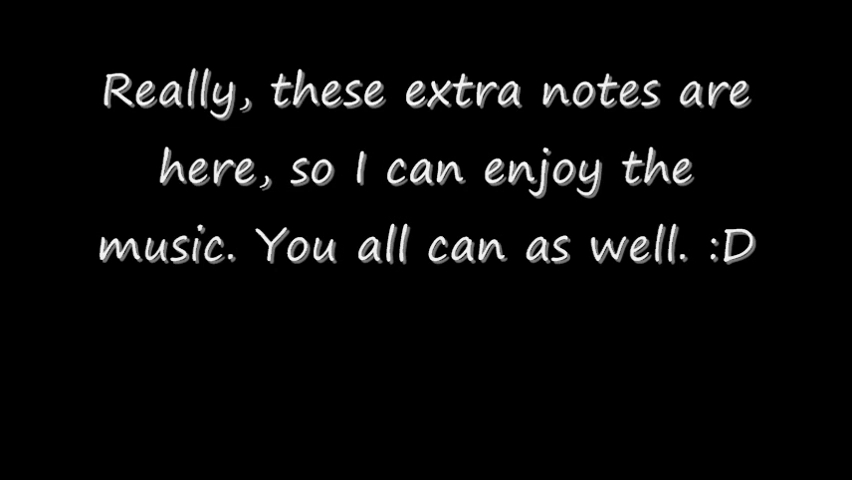 Really, these extra notes are
here, so I can enjoy the
music. You all can as well. :D